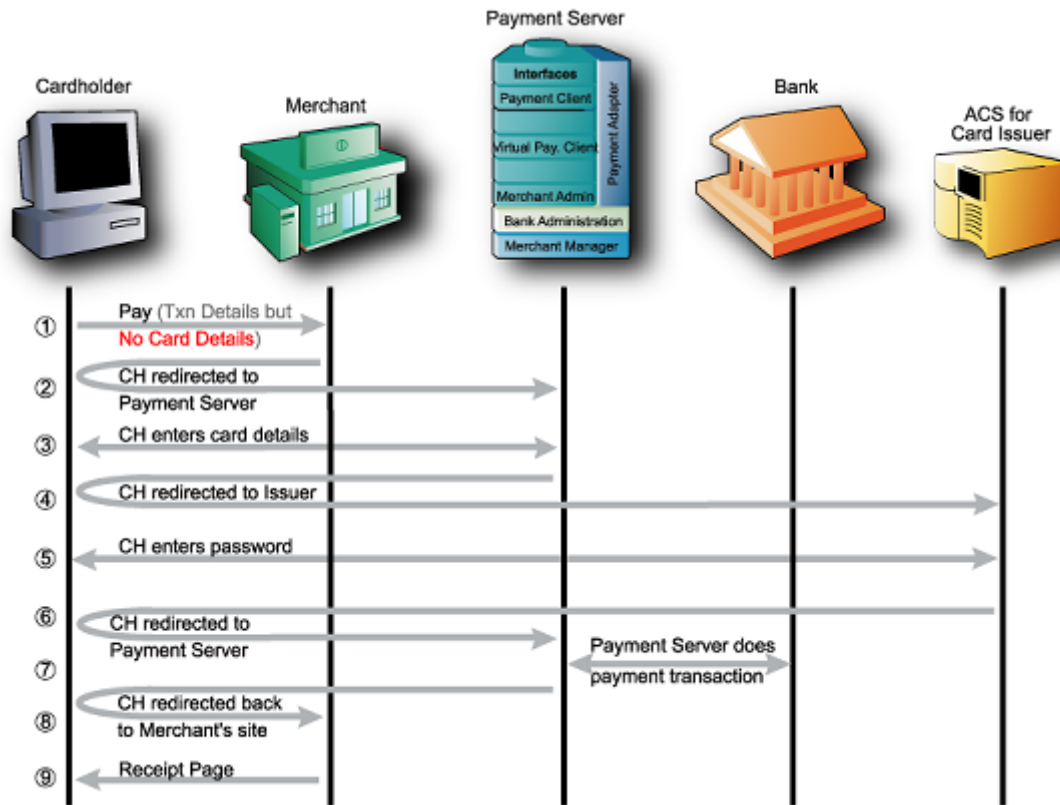 Payment Server
Cardholder
Merchant
Bank
ACS for
Card Issuer
Interfaces
Payment Client
Virtual Pay. Client
Merchant Admin
Payment Adapter
Bank Administration
Merchant Manager
① Pay (Txn Details but
No Card Details)
② CH redirected to
Payment Server
③ CH enters card details
④ CH redirected to Issuer
⑤ CH enters password
⑥ CH redirected to
Payment Server
⑦ Payment Server does
payment transaction
⑧ CH redirected back
to Merchant's site
⑨ Receipt Page